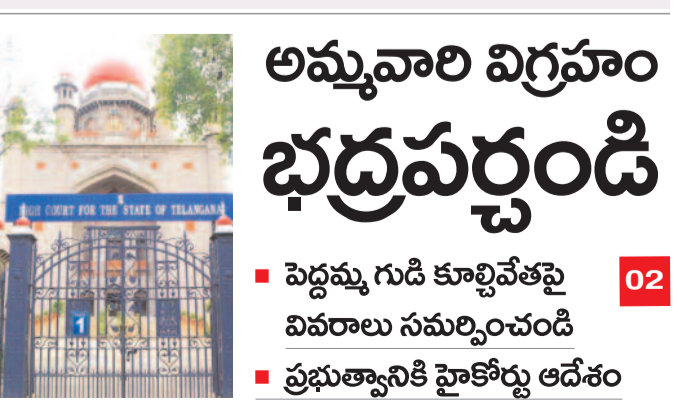 అమ్మవారి విగ్రహం
భద్రపర్చండి
HIGH COURT FOR THE STATE OF TELANGANA
1
పెద్దమ్మ గుడి కూల్చివేతపై
వివరాలు సమర్పించండి
02
ప్రభుత్వానికి హైకోర్టు ఆదేశం